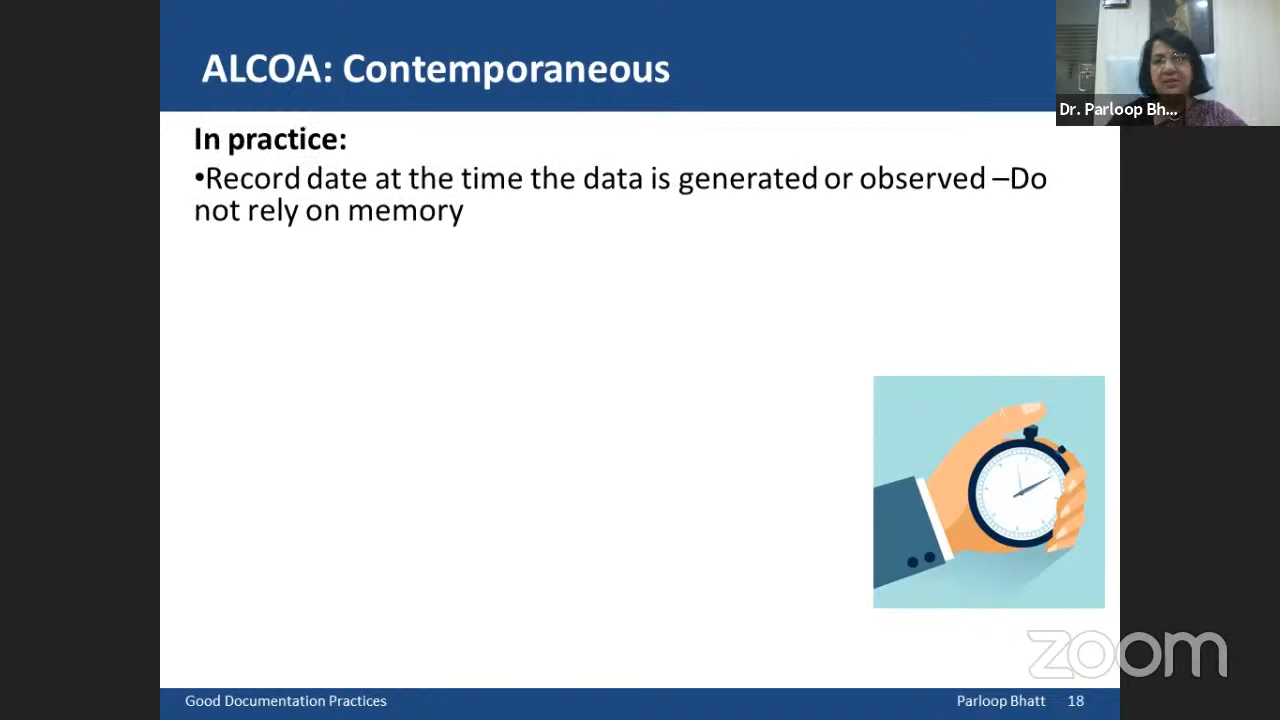 ALCOA: Contemporaneous
Dr. Parloop Bh...
In practice:
•Record date at the time the data is generated or observed –Do
not rely on memory
zoom
Good Documentation Practices
Parloop Bhatt 18